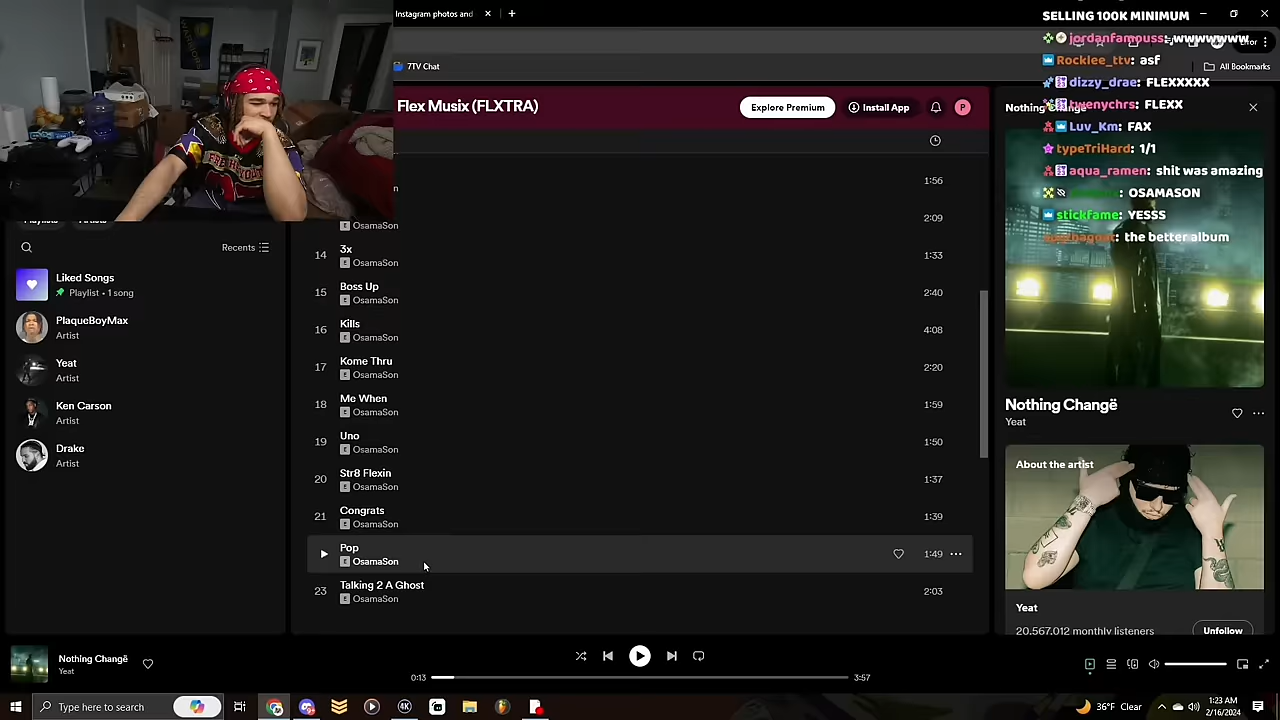 Instagram photos and
7TV Chat
All Bookmarks
WARRIORS
Flex Musix (FLXTRA)
Explore Premium
Install App
P
1:56
2:09
OsamaSon
14 3x 1:33
E OsamaSon
15 Boss Up 2:40
E OsamaSon
16 Kills 4:08
E OsamaSon
17 Kome Thru 2:20
E OsamaSon
18 Me When 1:59
E OsamaSon
19 Uno 1:50
E OsamaSon
20 Str8 Flexin 1:37
E OsamaSon
21 Congrats 1:39
E OsamaSon
Pop 1:49
E OsamaSon
23 Talking 2 A Ghost 2:03
E OsamaSon
Recents
Liked Songs
Playlist • 1 song
PlaqueBoyMax
Artist
Yeat
Artist
Ken Carson
Artist
Drake
Artist
SELLING 100K MINIMUM
jordanfamouss: wwwwwww
Rocklee_ttv: asf
dizzy_drae: FLEXXXXX
twenychrs: FLEXX
Luv_Km: FAX
typeTriHard: 1/1
aqua_ramen: shit was amazing
OSAMASON
stickfame: YESSS
the better album
Nothing Changë
Yeat
About the artist
Yeat
20,567,012 monthly listeners
Unfollow
Nothing Changë
Yeat
0:13
3:57
Type here to search
4K
36°F Clear
1:23 AM
2/16/2024